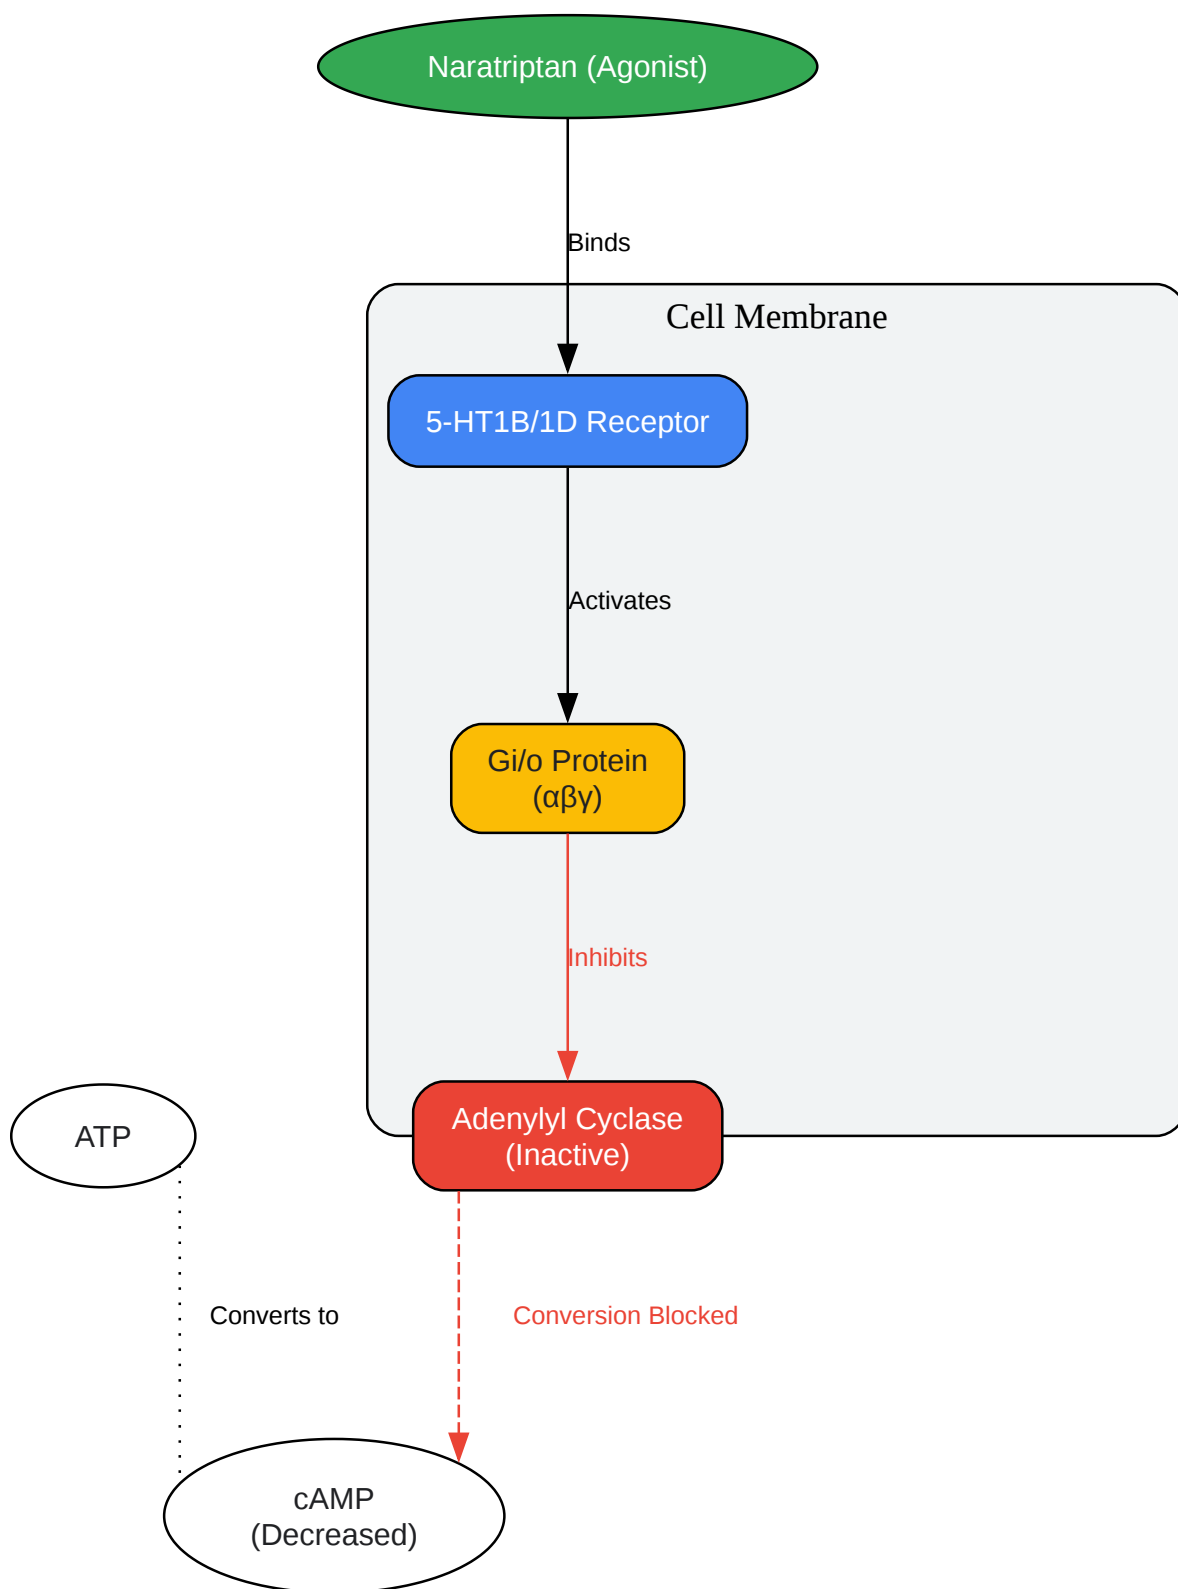 Naratriptan (Agonist)
Binds
Cell Membrane
5-HT1B/1D Receptor
Activates
Gi/o Protein
(αβγ)
Inhibits
Adenylyl Cyclase
(Inactive)
ATP
Converts to
Conversion Blocked
cAMP
(Decreased)